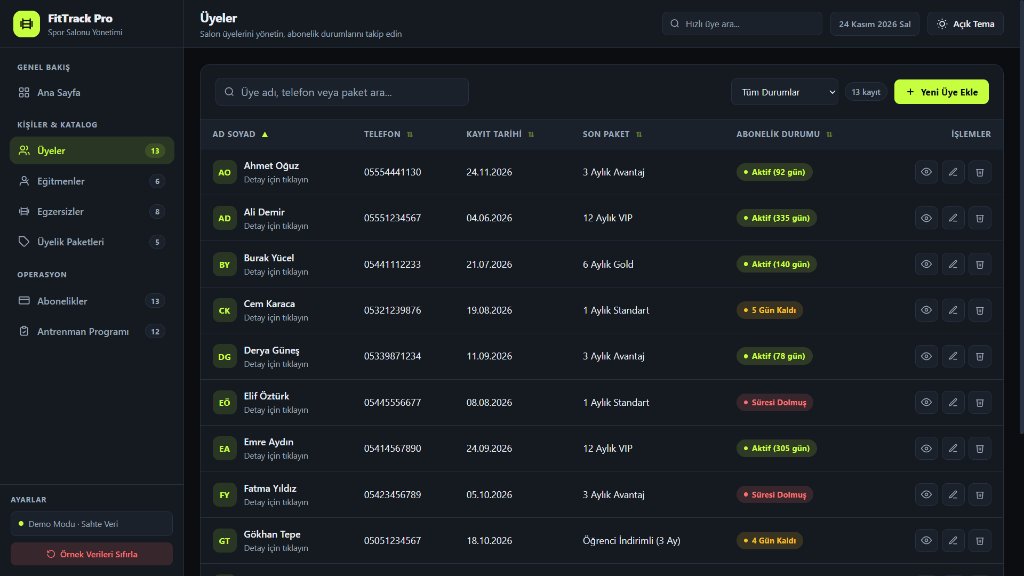 FitTrack Pro
Spor Salonu Yönetimi
GENEL BAKIŞ
Ana Sayfa
KİŞİLER & KATALOG
Üyeler 13
Eğitmenler 6
Egzersizler 8
Üyelik Paketleri 5
OPERASYON
Abonelikler 13
Antrenman Programı 12
AYARLAR
Demo Modu · Sahte Veri
Örnek Verileri Sıfırla
Üyeler
Salon üyelerini yönetin, abonelik durumlarını takip edin
Hızlı üye ara...
24 Kasım 2026 Sal
Açık Tema
Üye adı, telefon veya paket ara...
Tüm Durumlar
13 kayıt
+ Yeni Üye Ekle
AD SOYAD ▲ TELEFON ⇅ KAYIT TARİHİ ⇅ SON PAKET ⇅ ABONELİK DURUMU ⇅ İŞLEMLER
AO Ahmet Oğuz 05554441130 24.11.2026 3 Aylık Avantaj Aktif (92 gün)
Detay için tıklayın
AD Ali Demir 05551234567 04.06.2026 12 Aylık VIP Aktif (335 gün)
Detay için tıklayın
BY Burak Yücel 05441112233 21.07.2026 6 Aylık Gold Aktif (140 gün)
Detay için tıklayın
CK Cem Karaca 05321239876 19.08.2026 1 Aylık Standart 5 Gün Kaldı
Detay için tıklayın
DG Derya Güneş 05339871234 11.09.2026 3 Aylık Avantaj Aktif (78 gün)
Detay için tıklayın
EÖ Elif Öztürk 05445556677 08.08.2026 1 Aylık Standart Süresi Dolmuş
Detay için tıklayın
EA Emre Aydın 05414567890 24.09.2026 12 Aylık VIP Aktif (305 gün)
Detay için tıklayın
FY Fatma Yıldız 05423456789 05.10.2026 3 Aylık Avantaj Süresi Dolmuş
Detay için tıklayın
GT Gökhan Tepe 05051234567 18.10.2026 Öğrenci İndirimli (3 Ay) 4 Gün Kaldı
Detay için tıklayın